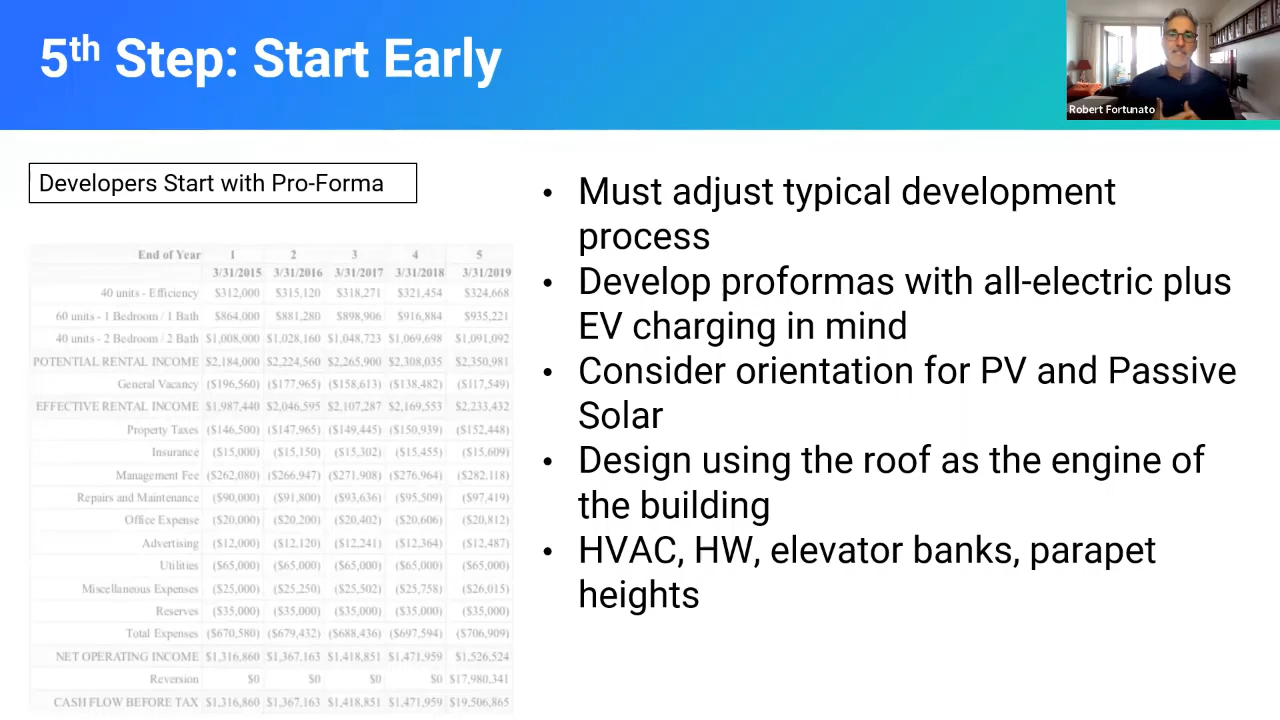 5th Step: Start Early
Robert Fortunato
Developers Start with Pro-Forma
End of Year 1 2 3 4 5
3/31/2015 3/31/2016 3/31/2017 3/31/2018 3/31/2019
40 units - Efficiency $312,000 $315,120 $318,271 $321,454 $324,668
60 units - 1 Bedroom / 1 Bath $864,000 $881,280 $898,906 $916,884 $935,221
40 units - 2 Bedroom / 2 Bath $1,008,000 $1,028,160 $1,048,723 $1,069,698 $1,091,092
POTENTIAL RENTAL INCOME $2,184,000 $2,224,560 $2,265,900 $2,308,035 $2,350,981
General Vacancy ($196,560) ($177,965) ($158,613) ($138,482) ($117,549)
EFFECTIVE RENTAL INCOME $1,987,440 $2,046,595 $2,107,287 $2,169,553 $2,233,432
Property Taxes ($146,500) ($147,965) ($149,445) ($150,939) ($152,448)
Insurance ($15,000) ($15,150) ($15,302) ($15,455) ($15,609)
Management Fee ($262,080) ($266,947) ($271,908) ($276,964) ($282,118)
Repairs and Maintenance ($90,000) ($91,800) ($93,636) ($95,509) ($97,419)
Office Expense ($20,000) ($20,200) ($20,402) ($20,606) ($20,812)
Advertising ($12,000) ($12,120) ($12,241) ($12,364) ($12,487)
Utilities ($65,000) ($65,000) ($65,000) ($65,000) ($65,000)
Miscellaneous Expenses ($25,000) ($25,250) ($25,502) ($25,758) ($26,015)
Reserves ($35,000) ($35,000) ($35,000) ($35,000) ($35,000)
Total Expenses ($670,580) ($679,432) ($688,436) ($697,594) ($706,909)
NET OPERATING INCOME $1,316,860 $1,367,163 $1,418,851 $1,471,959 $1,526,524
Reversion $0 $0 $0 $0 $17,980,341
CASH FLOW BEFORE TAX $1,316,860 $1,367,163 $1,418,851 $1,471,959 $19,506,865
• Must adjust typical development
process
• Develop proformas with all-electric plus
EV charging in mind
• Consider orientation for PV and Passive
Solar
• Design using the roof as the engine of
the building
• HVAC, HW, elevator banks, parapet
heights